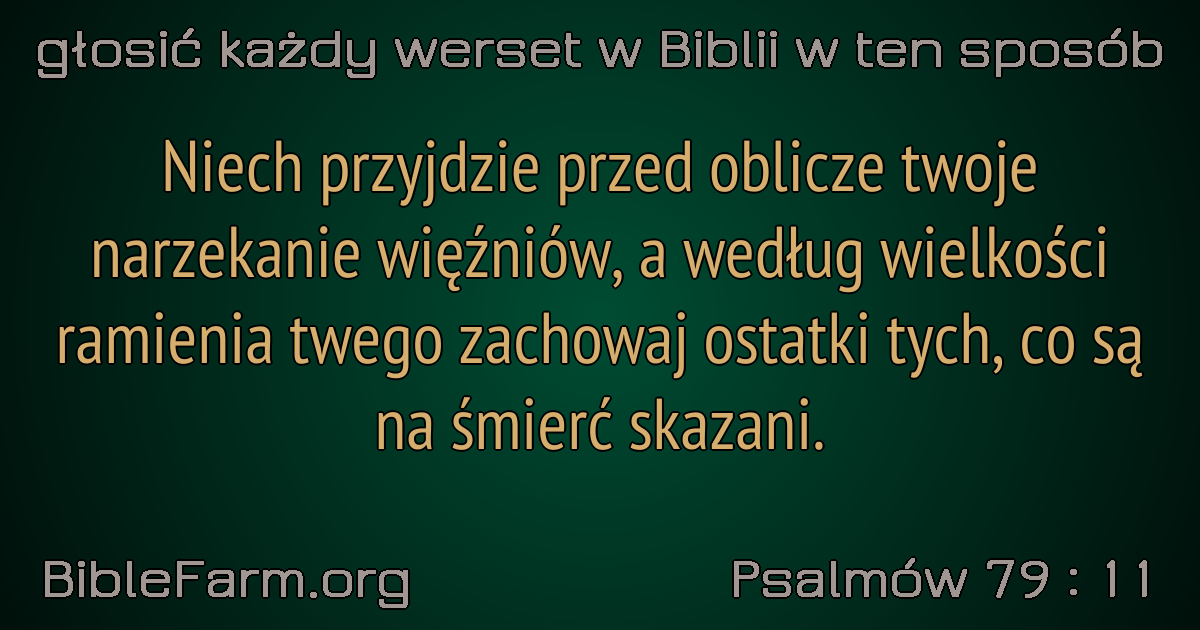 głosić każdy werset w Biblii w ten sposób
Niech przyjdzie przed oblicze twoje
narzekanie więźniów, a według wielkości
ramienia twego zachowaj ostatki tych, co są
na śmierć skazani.
BibleFarm.org
Psalmów 79 : 11